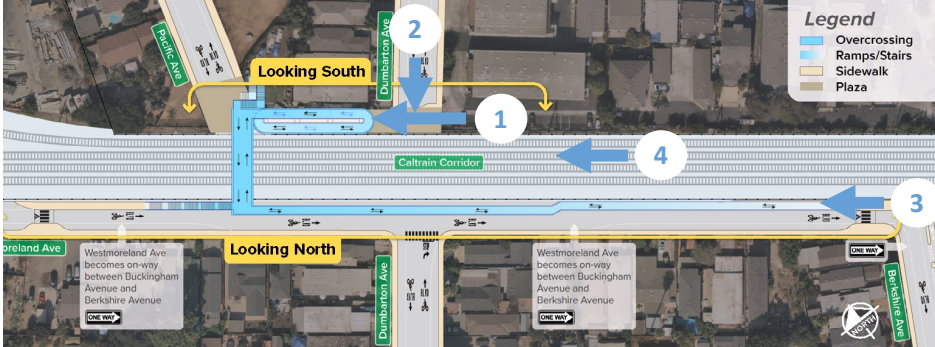 Legend
Overcrossing
Ramps/Stairs
Sidewalk
Plaza
Pacific Ave
Dumbarton Ave
2
Looking South
1
Caltrain Corridor
4
3
oreland Ave
Looking North
Westmoreland Ave
becomes on-way
between Buckingham
Avenue and
Berkshire Avenue
ONE WAY
Dumbarton Ave
Westmoreland Ave
becomes on-way
between Buckingham
Avenue and
Berkshire Avenue
ONE WAY
ONE WAY
Berkshire Ave
NORTH